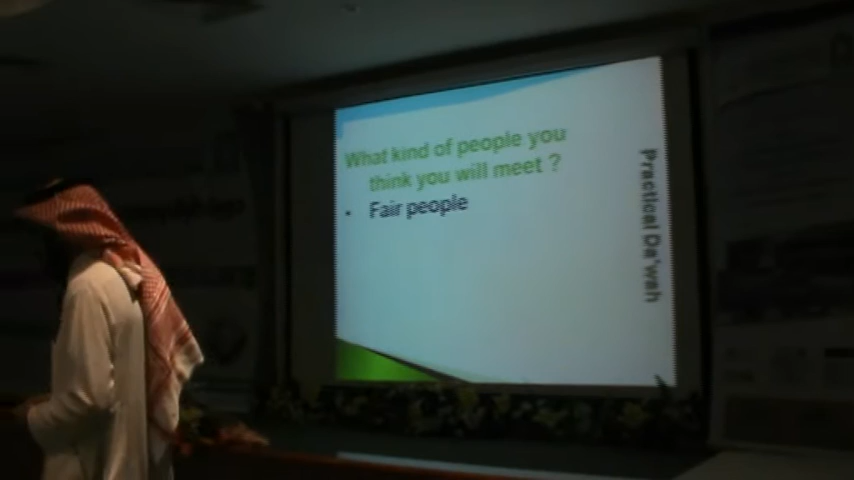 What kind of people you
think you will meet ?
• Fair people
Practical Da'wah